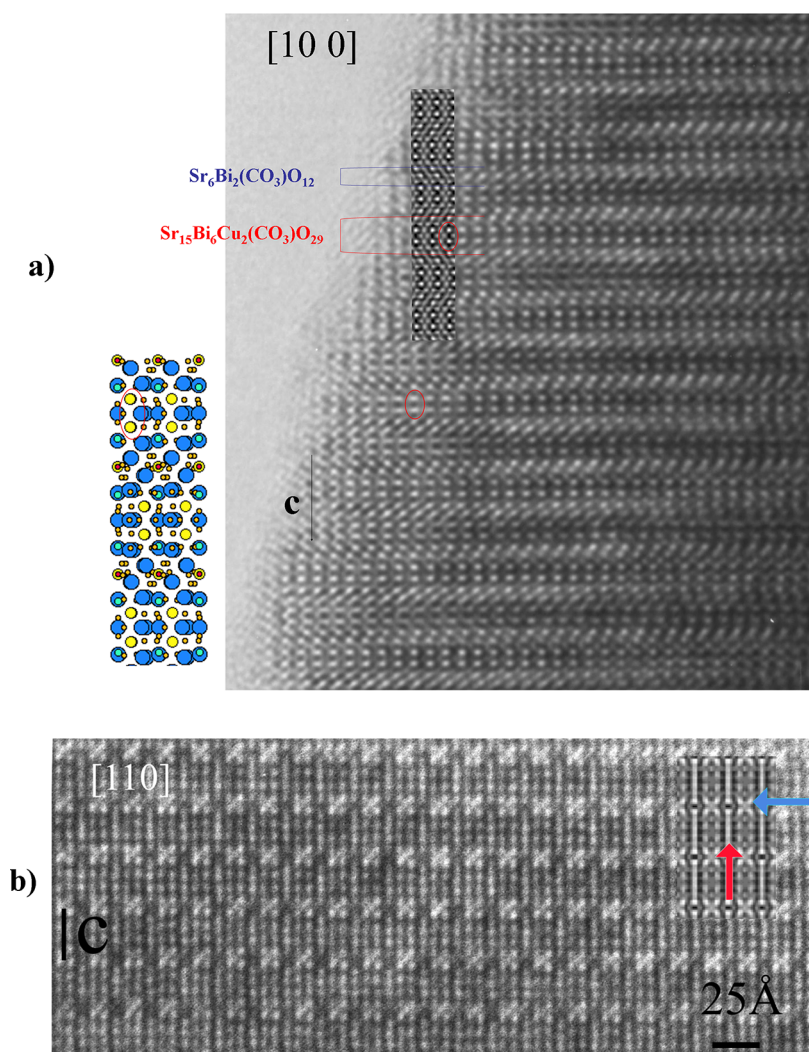 [10 0]
Sr₆Bi₂(CO₃)O₁₂
Sr₁₅Bi₆Cu₂(CO₃)O₂₉
a)
c
[110]
b)
c
25Å